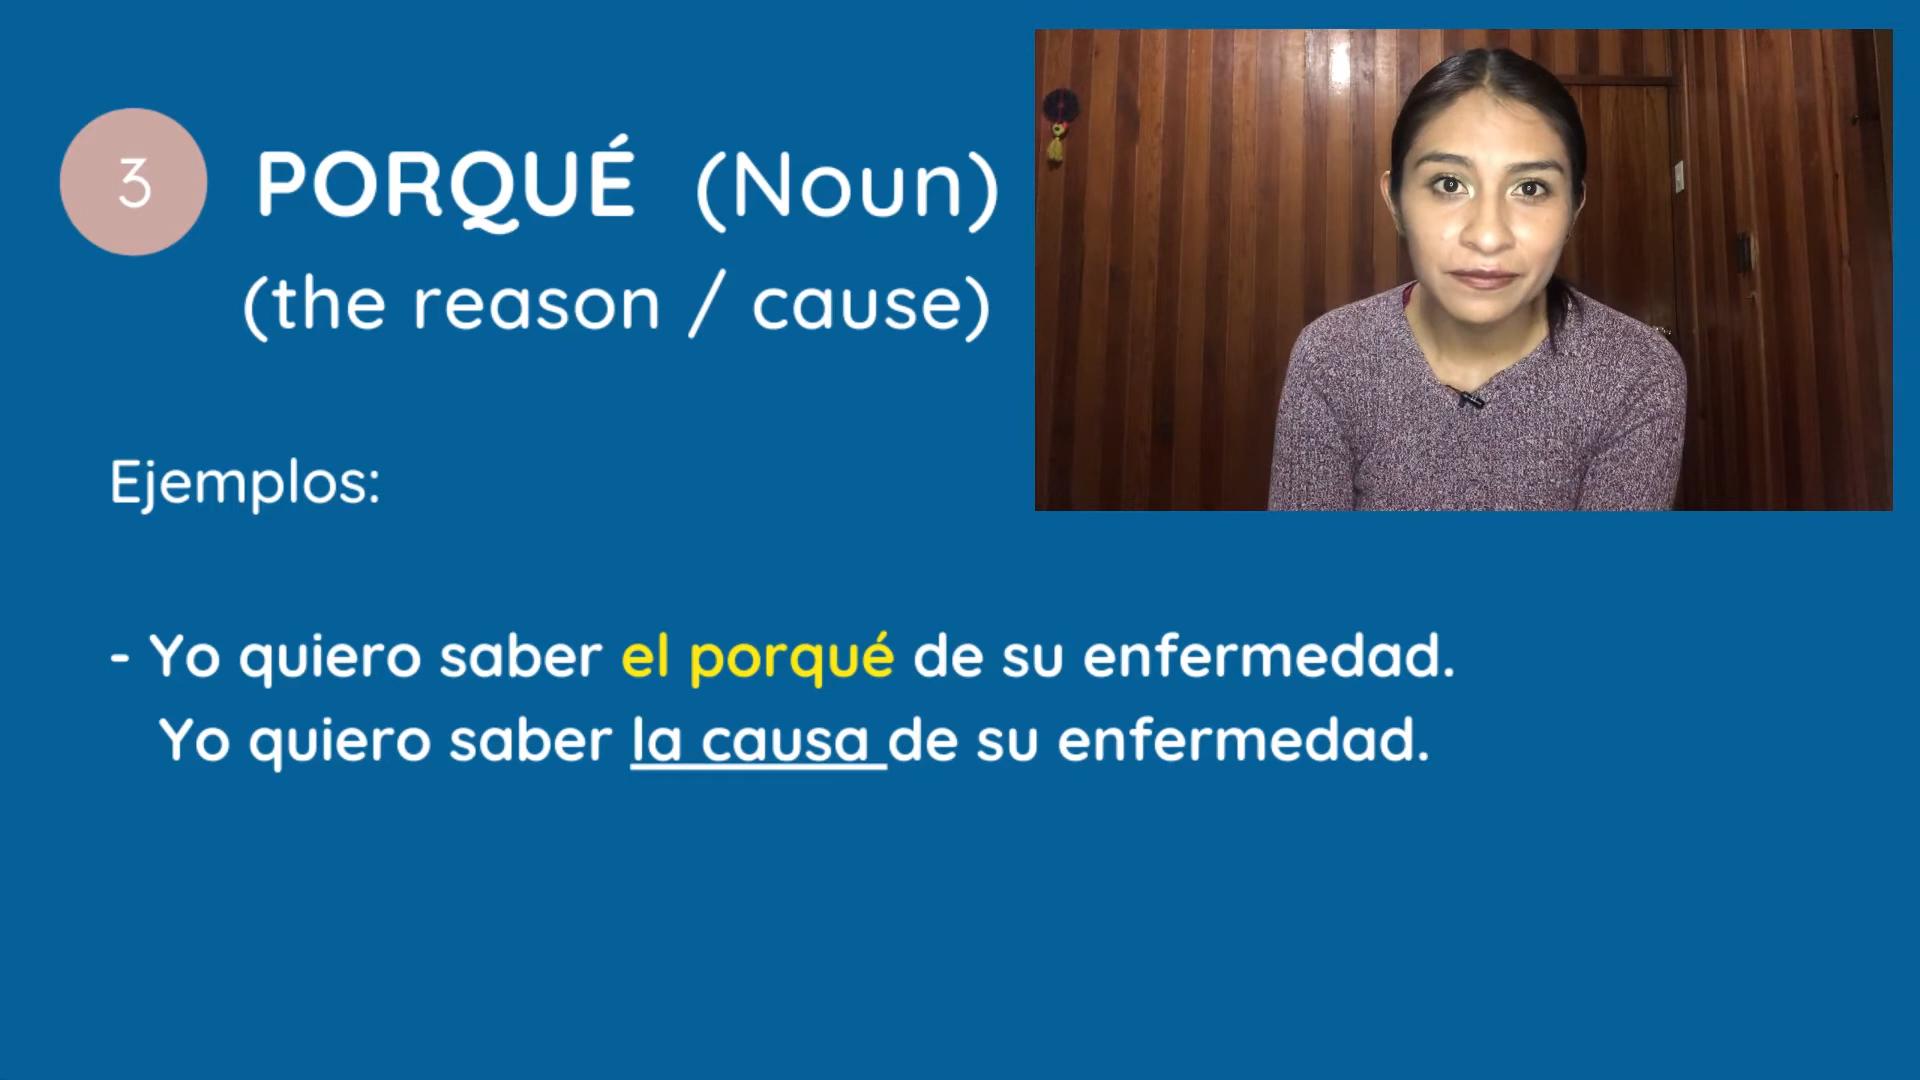 3
PORQUÉ (Noun)
(the reason / cause)
Ejemplos:
- Yo quiero saber el porqué de su enfermedad.
Yo quiero saber la causa de su enfermedad.